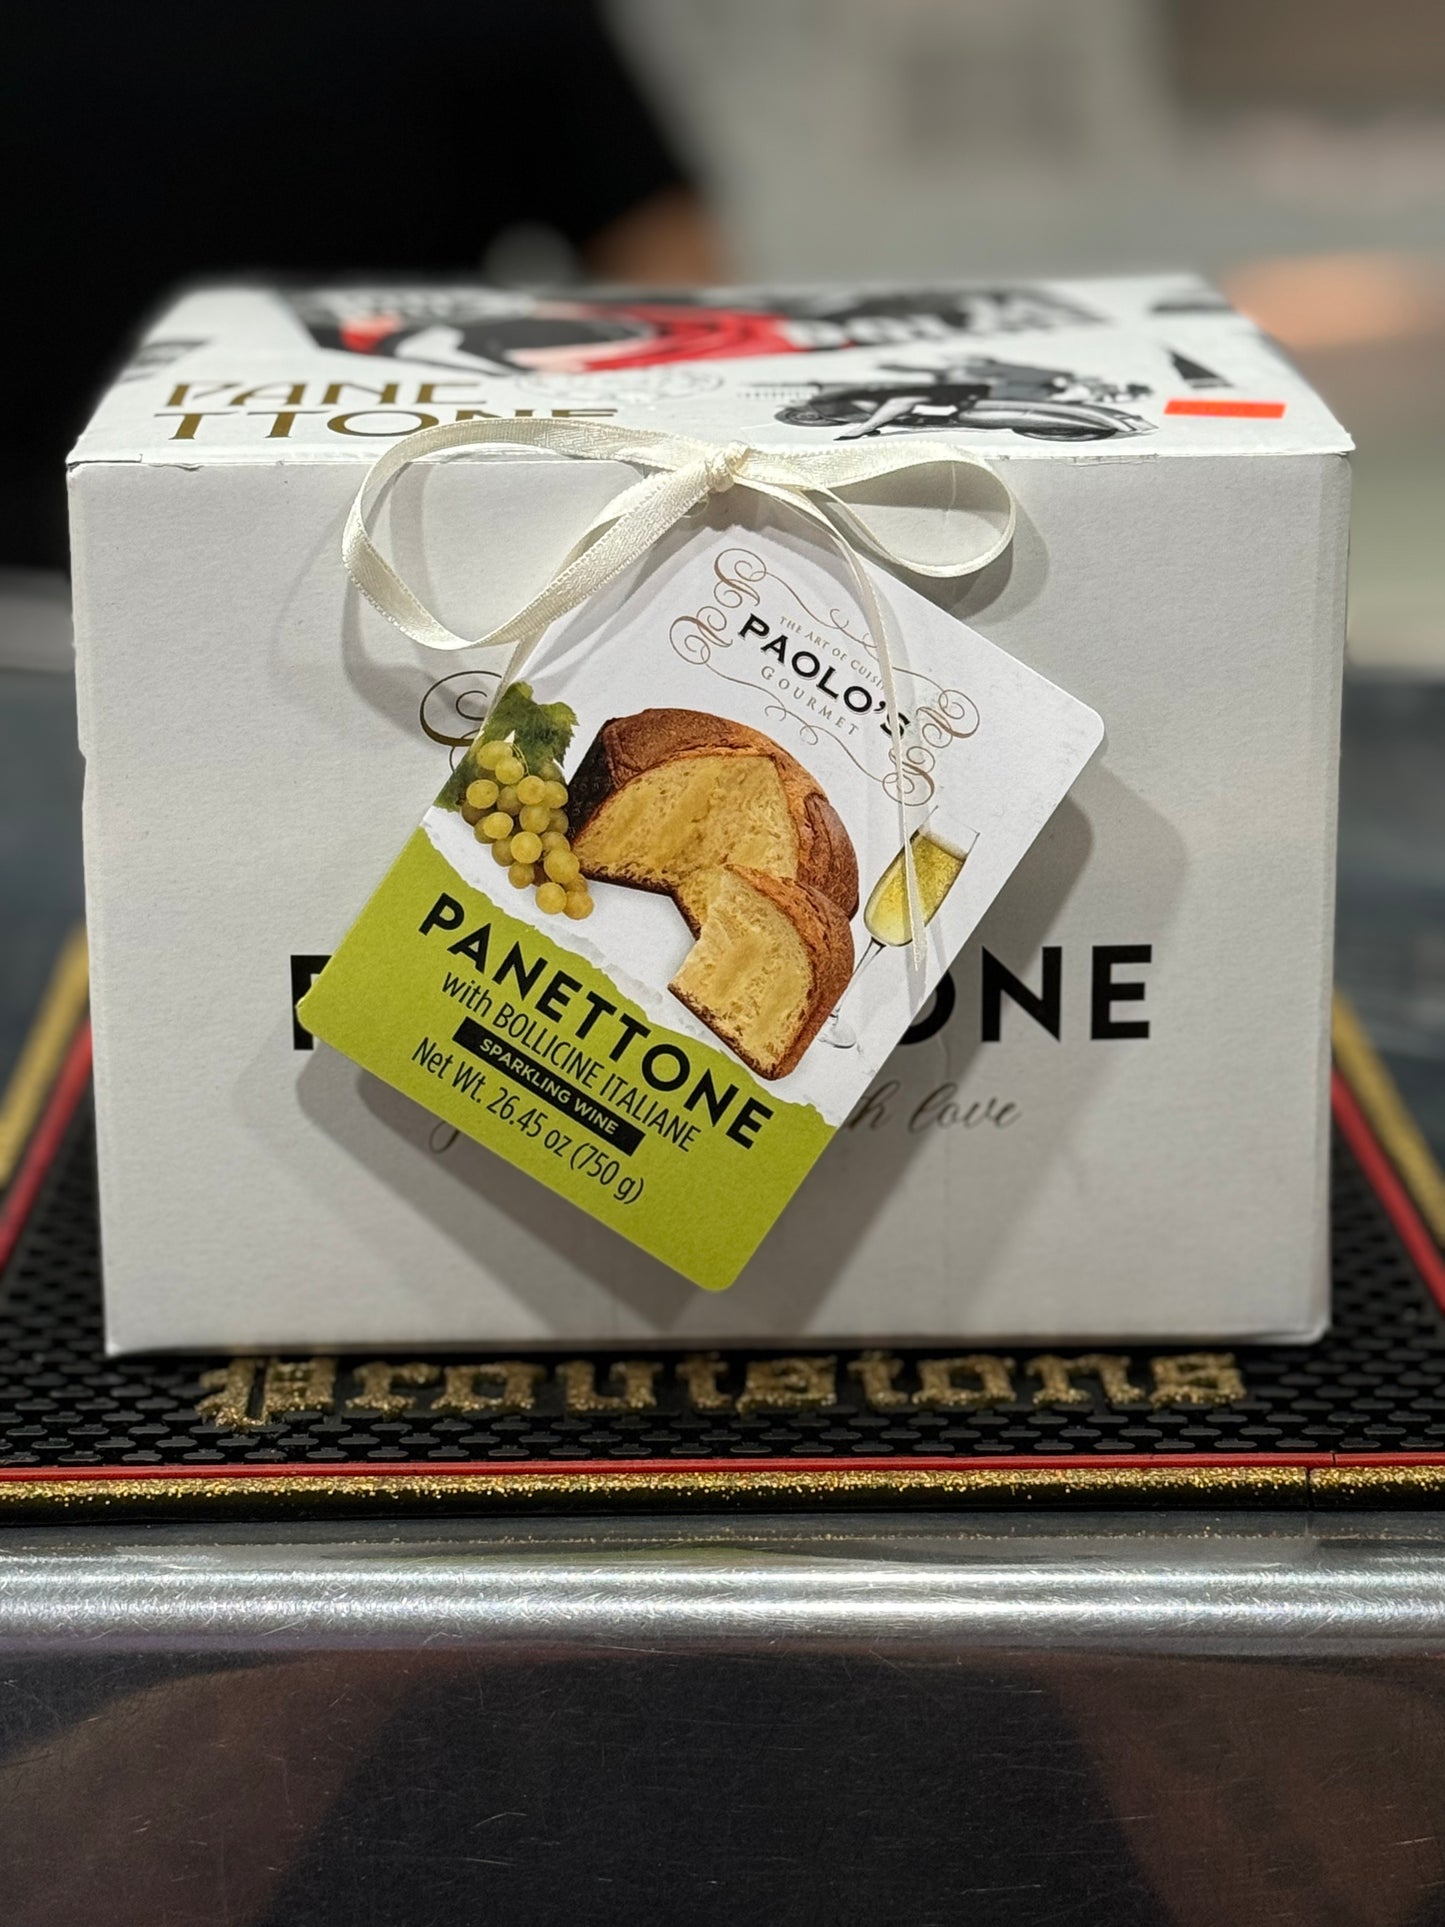 PANE
TTONE
THE ART OF CUISINE
PAOLO'S
GOURMET
PANETTONE
with BOLLICINE ITALIANE
SPARKLING WINE
Net Wt. 26.45 oz (750 g)
ONE
love
Proutstons